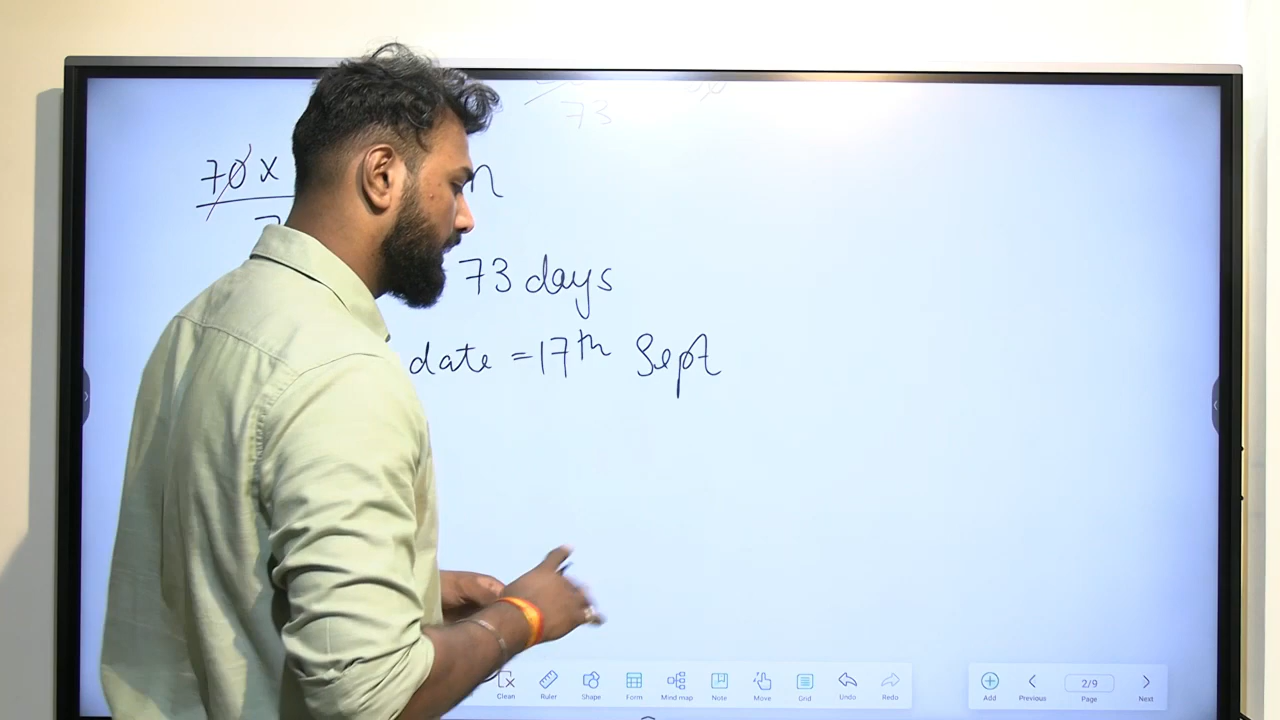 73
70 x
n
73 days
date = 17th Sept
Clean Ruler Shape Form Mind map Note Move Grid Undo Redo
Add Previous 2/9 Page Next